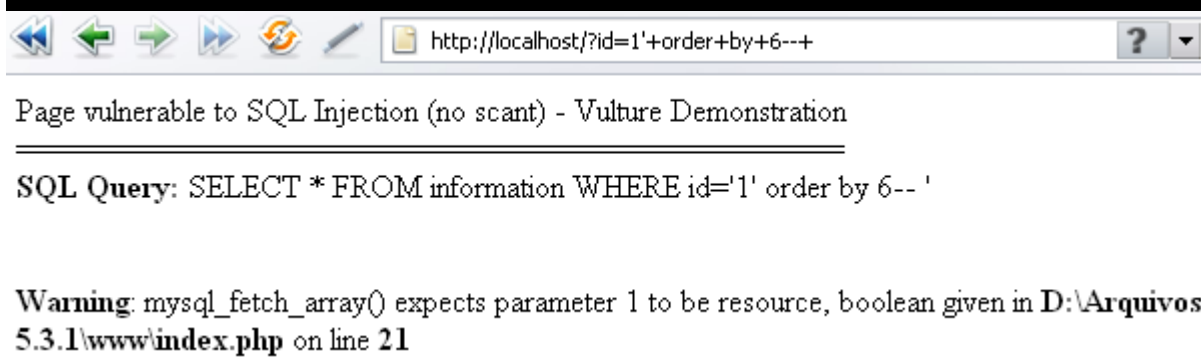 http://localhost/?id=1'+order+by+6--+
?
Page vulnerable to SQL Injection (no scant) - Vulture Demonstration
SQL Query: SELECT * FROM information WHERE id='1' order by 6-- '
Warning: mysql_fetch_array() expects parameter 1 to be resource, boolean given in D:\Arquivos
5.3.1\www\index.php on line 21